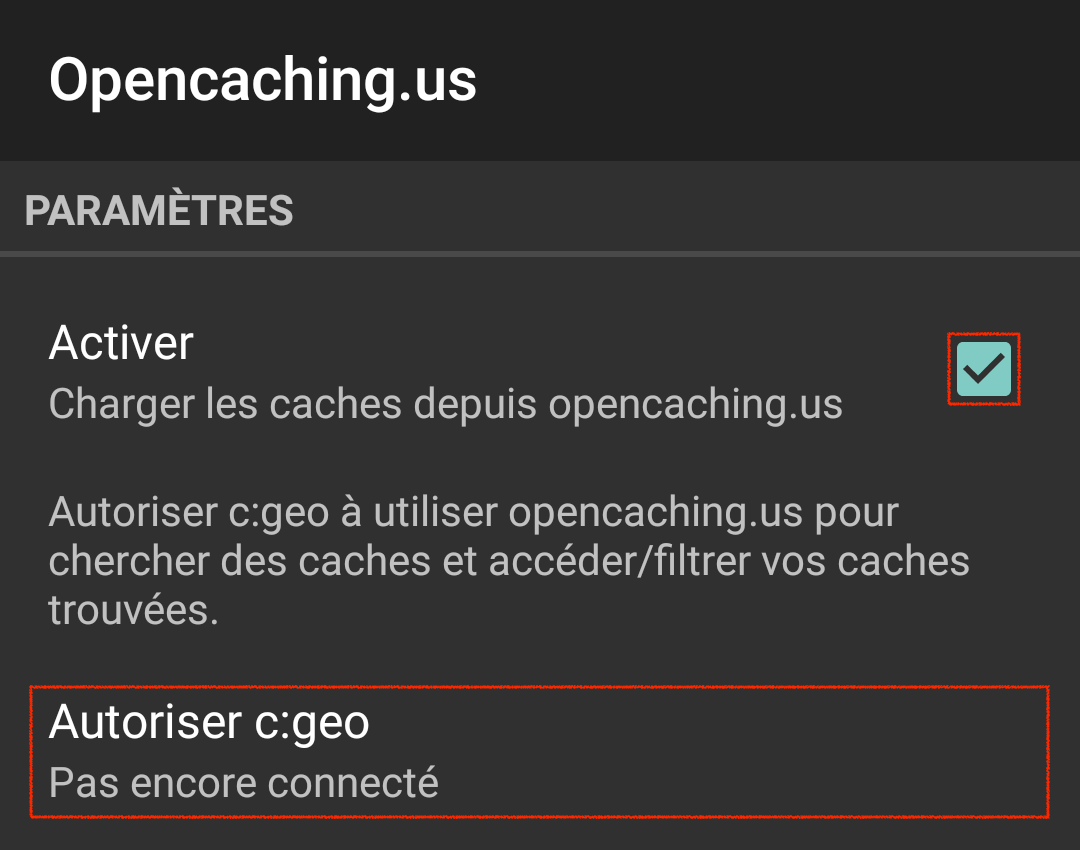 Opencaching.us
PARAMÈTRES
Activer
Charger les caches depuis opencaching.us
Autoriser c:geo à utiliser opencaching.us pour
chercher des caches et accéder/filtrer vos caches
trouvées.
Autoriser c:geo
Pas encore connecté